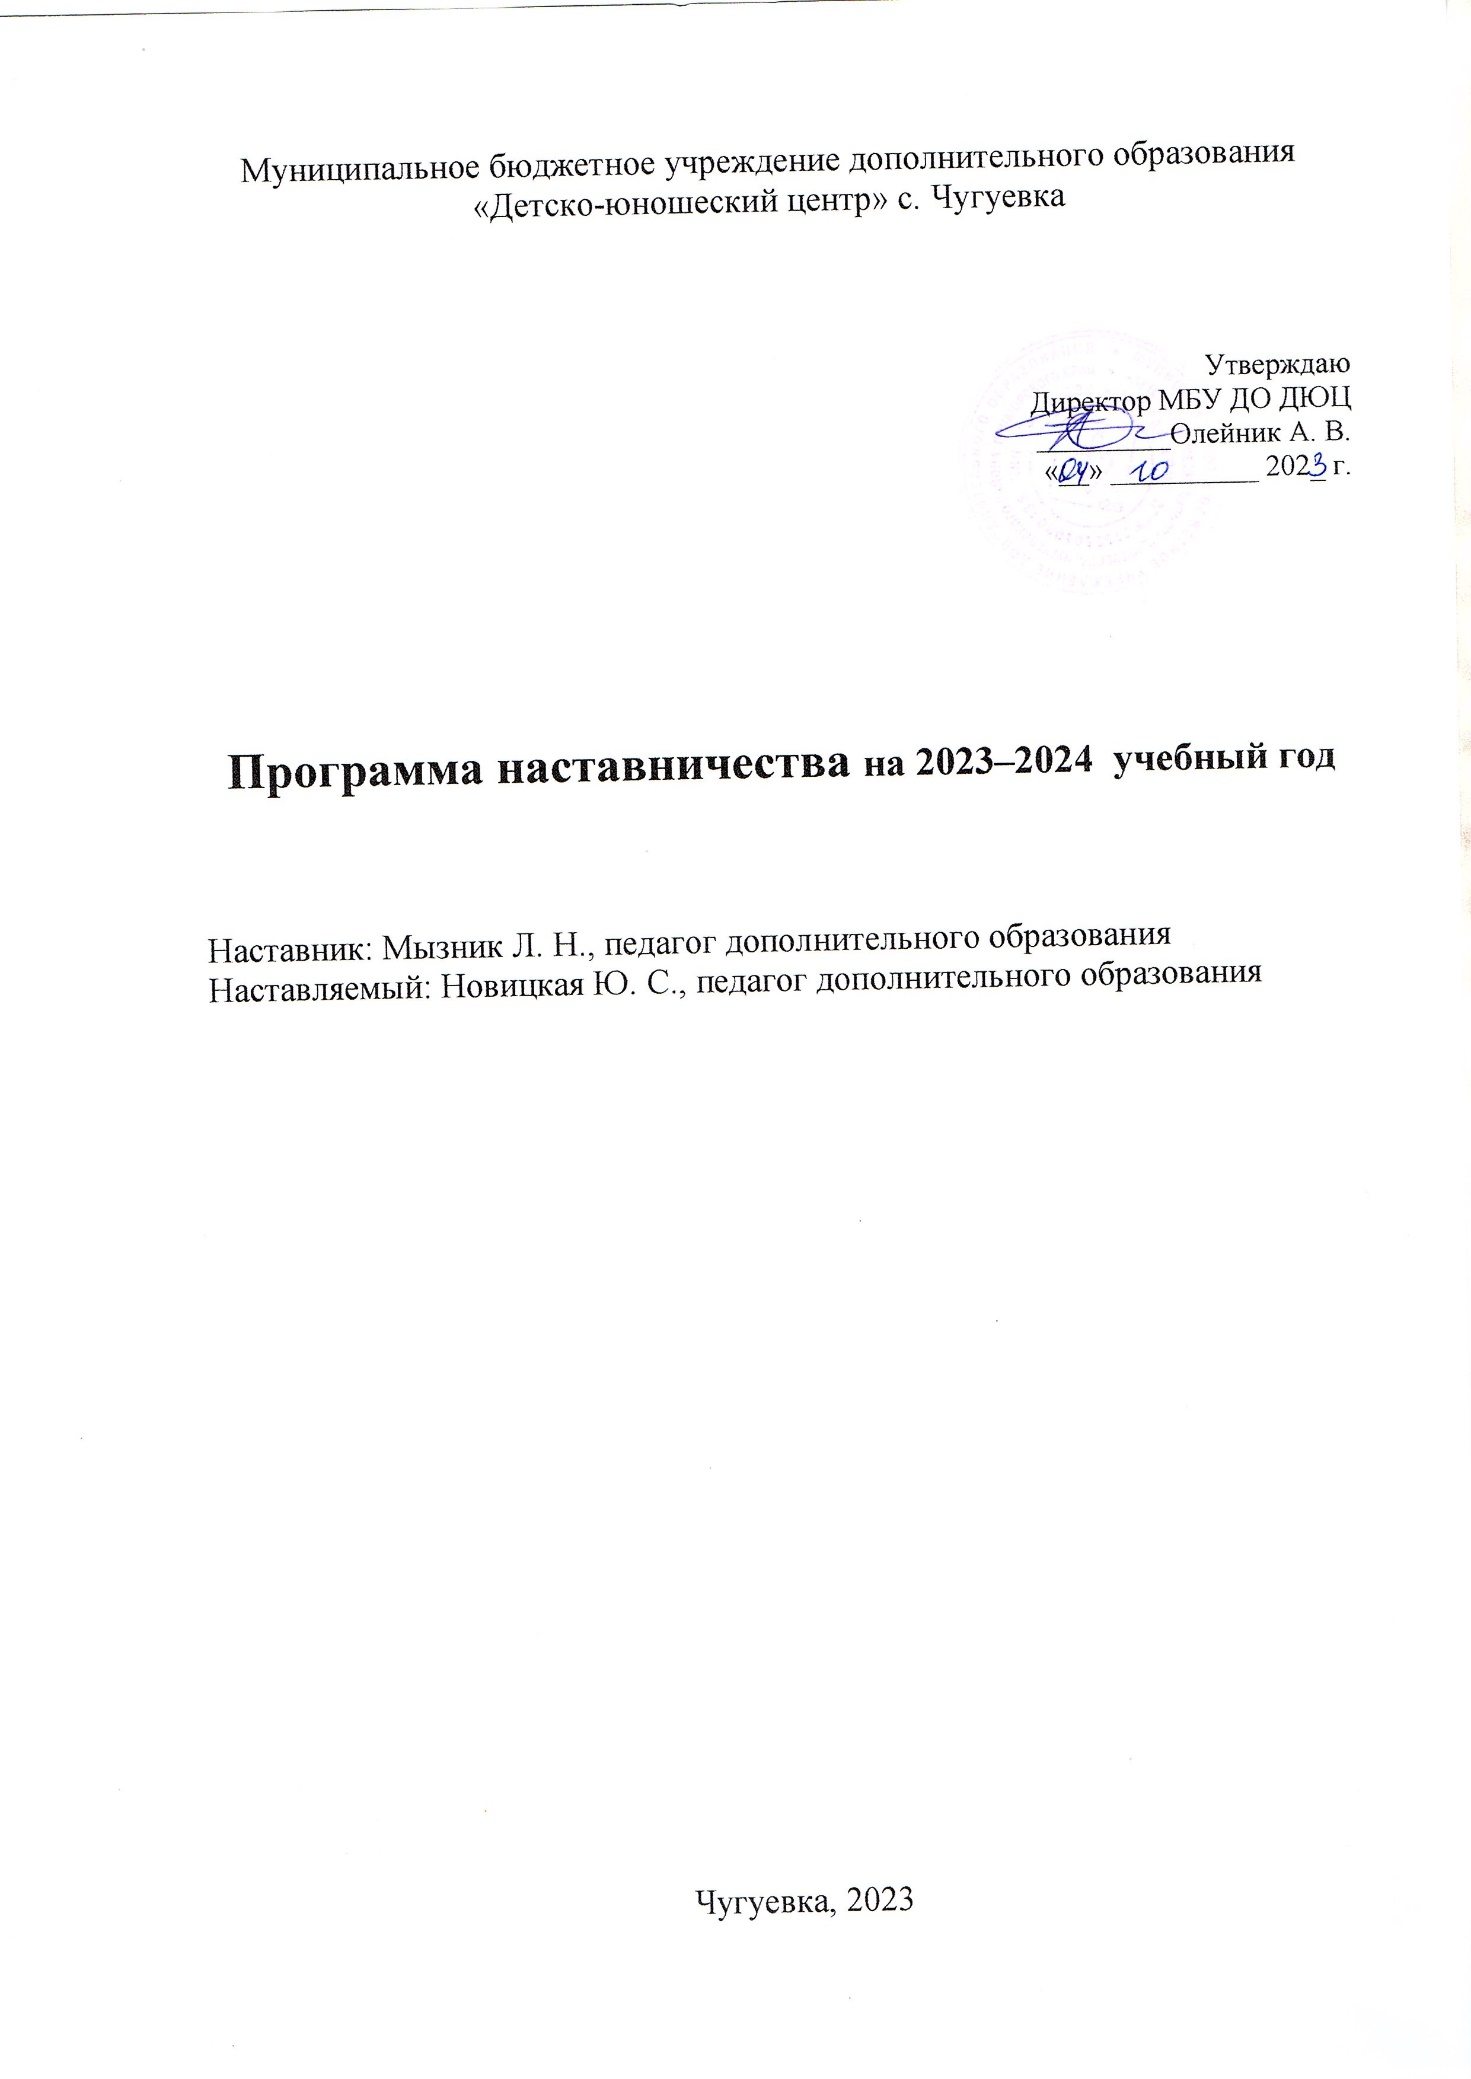 Муниципальное бюджетное учреждение дополнительного образования
«Детско-юношеский центр» с. Чугуевка
Утверждаю
Директор МБУ ДО ДЮЦ
____________Олейник А. В.
«04» 10 2023 г.
Программа наставничества на 2023–2024 учебный год
Наставник: Мызник Л. Н., педагог дополнительного образования
Наставляемый: Новицкая Ю. С., педагог дополнительного образования
Чугуевка, 2023